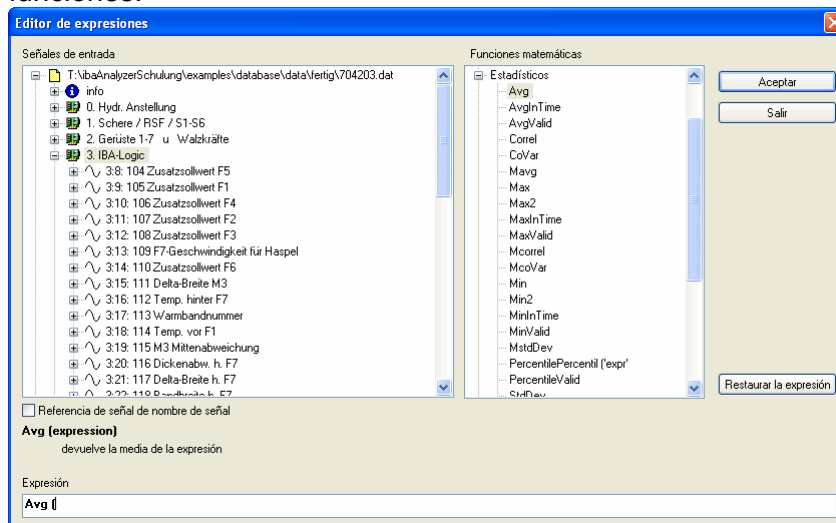 funciones.
Editor de expresiones
Señales de entrada
T:\ibaAnalyzerSchulung\examples\database\data\fertig\704203.dat
info
0. Hydr. Anstellung
1. Schere / RSF / S1-S6
2. Gerüste 1-7 u Walzkräfte
3. IBA-Logic
3:8: 104 Zusatzsollwert F5
3:9: 105 Zusatzsollwert F1
3:10: 106 Zusatzsollwert F4
3:11: 107 Zusatzsollwert F2
3:12: 108 Zusatzsollwert F3
3:13: 109 F7-Geschwindigkeit für Haspel
3:14: 110 Zusatzsollwert F6
3:15: 111 Delta-Breite M3
3:16: 112 Temp. hinter F7
3:17: 113 Warmbandnummer
3:18: 114 Temp. vor F1
3:19: 115 M3 Mittenabweichung
3:20: 116 Dickenabw. h. F7
3:21: 117 Delta-Breite h. F7
3:22: 118 Bandbreite h. F7
Funciones matemáticas
Estadísticos
Avg
AvgInTime
AvgValid
Correl
CoVar
Mavg
Max
Max2
MaxInTime
MaxValid
Mcorrel
McoVar
Min
Min2
MinInTime
MinValid
MstdDev
PercentilePercentil ('expr'
PercentileValid
StdDev
Aceptar
Salir
Restaurar la expresión
Referencia de señal de nombre de señal
Avg (expression)
devuelve la media de la expresión
Expresión
Avg (